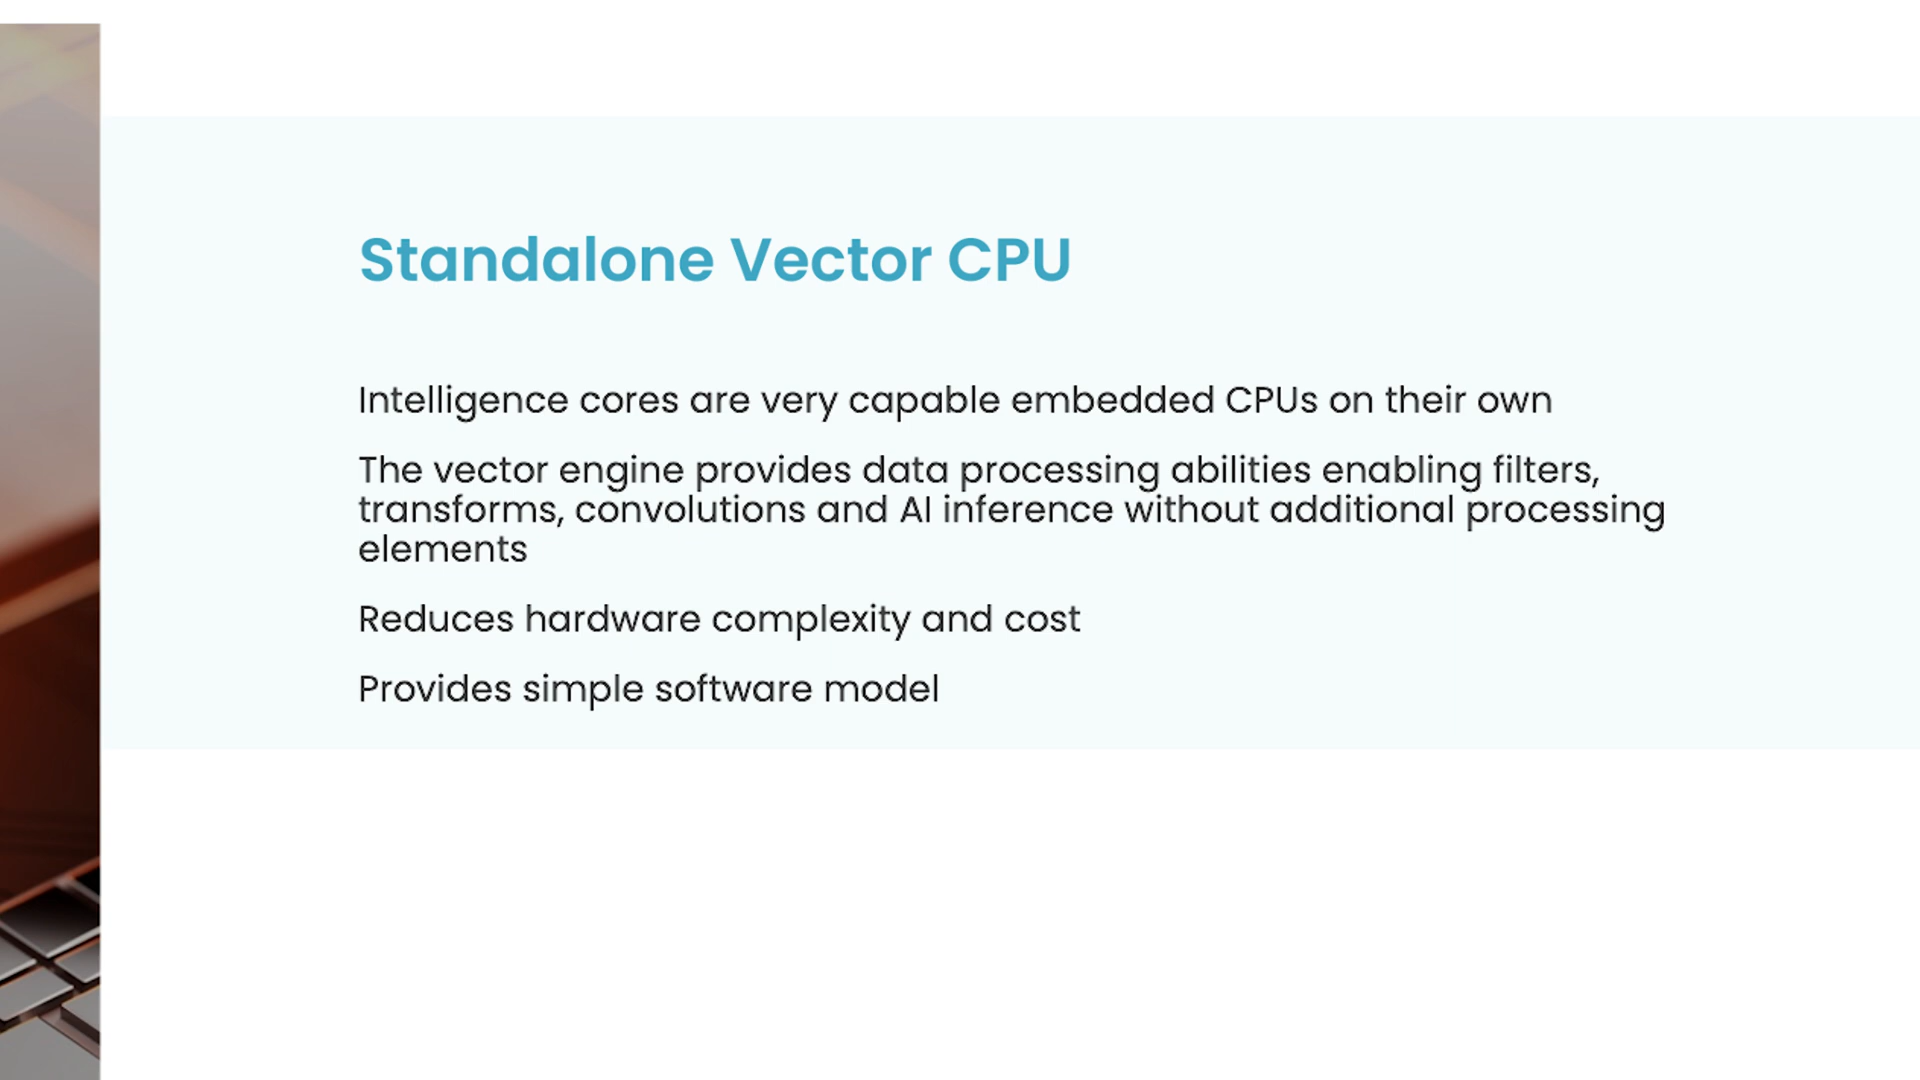 Standalone Vector CPU
Intelligence cores are very capable embedded CPUs on their own
The vector engine provides data processing abilities enabling filters,
transforms, convolutions and AI inference without additional processing
elements
Reduces hardware complexity and cost
Provides simple software model